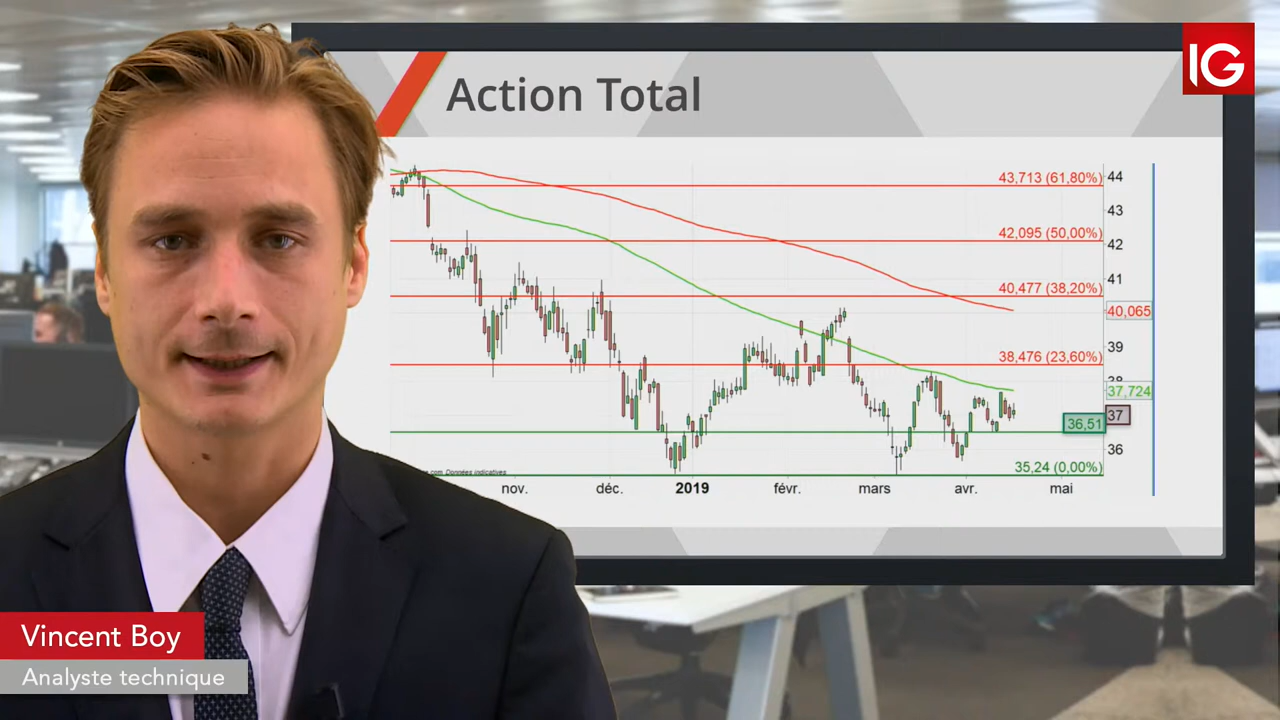 IG
Action Total
43,713 (61,80%)
44
43
42,095 (50,00%)
42
41
40,477 (38,20%)
40,065
39
38,476 (23,60%)
38
37,724
37
36,51
36
35,24 (0,00%)
.com Données indicatives
nov.
déc.
2019
févr.
mars
avr.
mai
Vincent Boy
Analyste technique